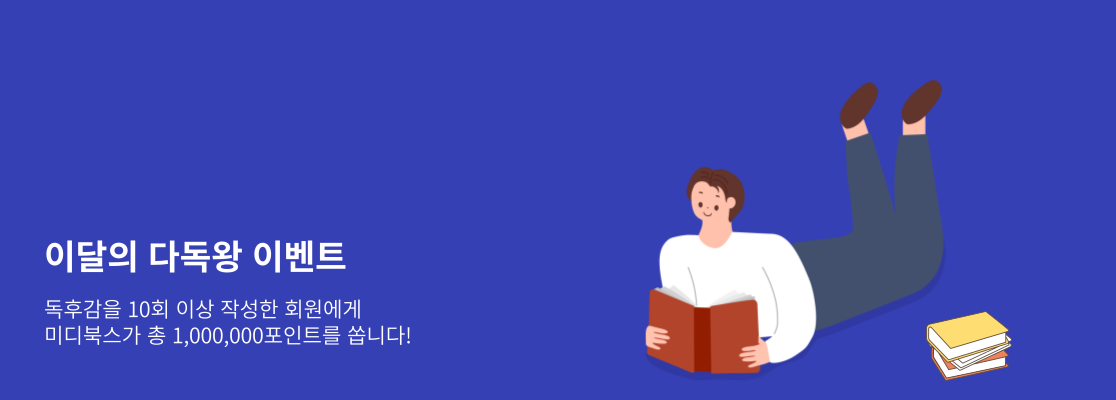 이달의 다독왕 이벤트
독후감을 10회 이상 작성한 회원에게
미디북스가 총 1,000,000포인트를 쏩니다!